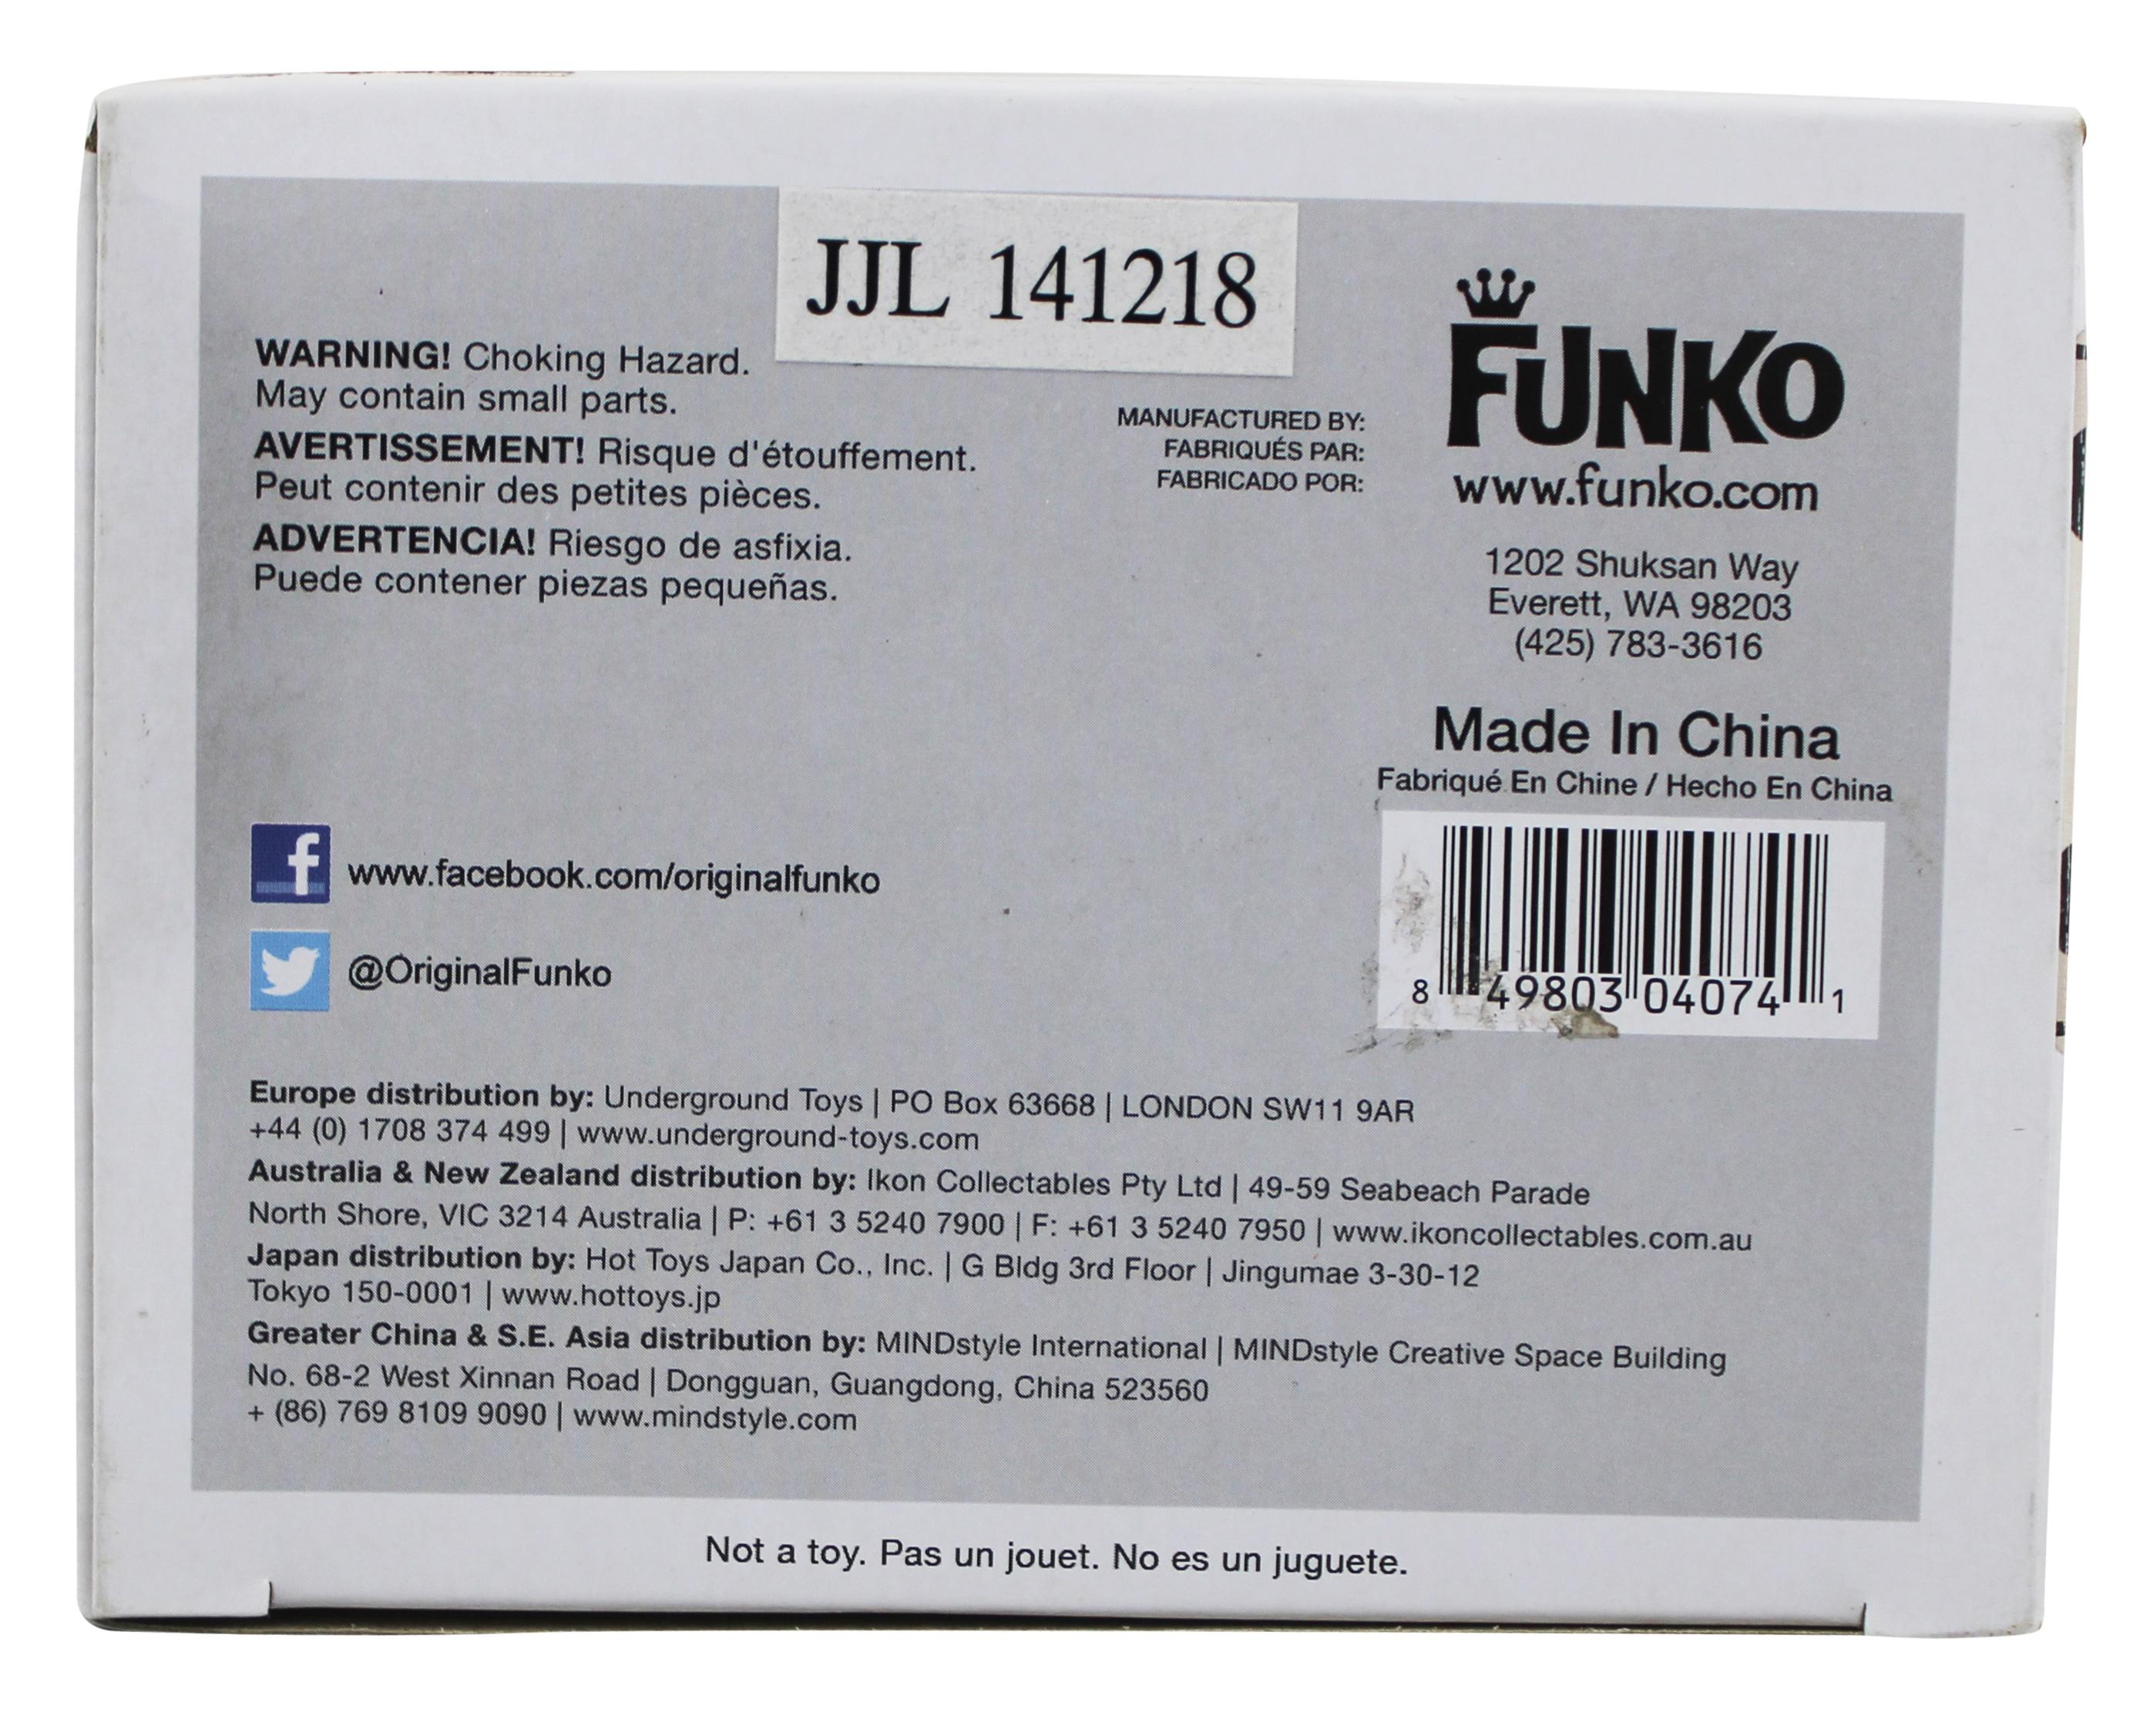 JJL 141218
WARNING! Choking Hazard.
May contain small parts.
AVERTISSEMENT! Risque d'étouffement.
Peut contenir des petites pièces.
ADVERTENCIA! Riesgo de asfixia.
Puede contener piezas pequeñas.
MANUFACTURED BY:
FABRIQUÉS PAR:
FABRICADO POR:
FUNKO
www.funko.com
1202 Shuksan Way
Everett, WA 98203
(425) 783-3616
Made In China
Fabriqué En Chine / Hecho En China
8 49803 04074 1
f www.facebook.com/originalfunko
@OriginalFunko
Europe distribution by: Underground Toys | PO Box 63668 | LONDON SW11 9AR
+44 (0) 1708 374 499 | www.underground-toys.com
Australia & New Zealand distribution by: Ikon Collectables Pty Ltd | 49-59 Seabeach Parade
North Shore, VIC 3214 Australia | P: +61 3 5240 7900 | F: +61 3 5240 7950 | www.ikoncollectables.com.au
Japan distribution by: Hot Toys Japan Co., Inc. | G Bldg 3rd Floor | Jingumae 3-30-12
Tokyo 150-0001 | www.hottoys.jp
Greater China & S.E. Asia distribution by: MINDstyle International | MINDstyle Creative Space Building
No. 68-2 West Xinnan Road | Dongguan, Guangdong, China 523560
+ (86) 769 8109 9090 | www.mindstyle.com
Not a toy. Pas un jouet. No es un juguete.